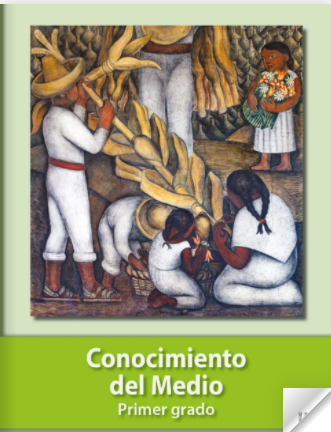 Conocimiento
del Medio
Primer grado